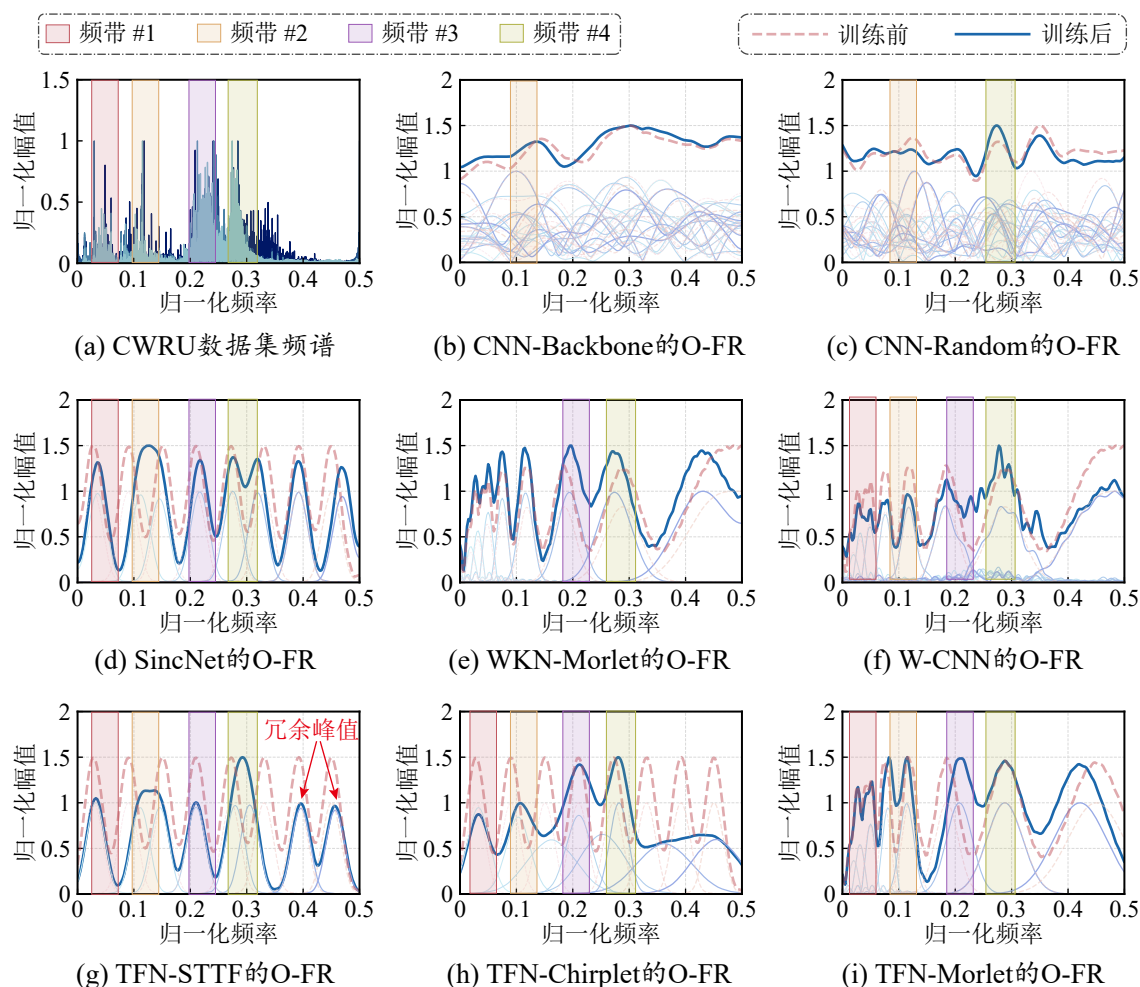 频带 #1 频带 #2 频带 #3 频带 #4 训练前 训练后
归一化幅值 1.5 1 0.5 0
0 0.1 0.2 0.3 0.4 0.5
归一化频率
(a) CWRU数据集频谱
归一化幅值 2 1.5 1 0.5 0
0 0.1 0.2 0.3 0.4 0.5
归一化频率
(b) CNN-Backbone的O-FR
归一化幅值 2 1.5 1 0.5 0
0 0.1 0.2 0.3 0.4 0.5
归一化频率
(c) CNN-Random的O-FR
归一化幅值 2 1.5 1 0.5 0
0 0.1 0.2 0.3 0.4 0.5
归一化频率
(d) SincNet的O-FR
归一化幅值 2 1.5 1 0.5 0
0 0.1 0.2 0.3 0.4 0.5
归一化频率
(e) WKN-Morlet的O-FR
归一化幅值 2 1.5 1 0.5 0
0 0.1 0.2 0.3 0.4 0.5
归一化频率
(f) W-CNN的O-FR
归一化幅值 2 1.5 1 0.5 0
冗余峰值
0 0.1 0.2 0.3 0.4 0.5
归一化频率
(g) TFN-STTF的O-FR
归一化幅值 2 1.5 1 0.5 0
0 0.1 0.2 0.3 0.4 0.5
归一化频率
(h) TFN-Chirplet的O-FR
归一化幅值 2 1.5 1 0.5 0
0 0.1 0.2 0.3 0.4 0.5
归一化频率
(i) TFN-Morlet的O-FR